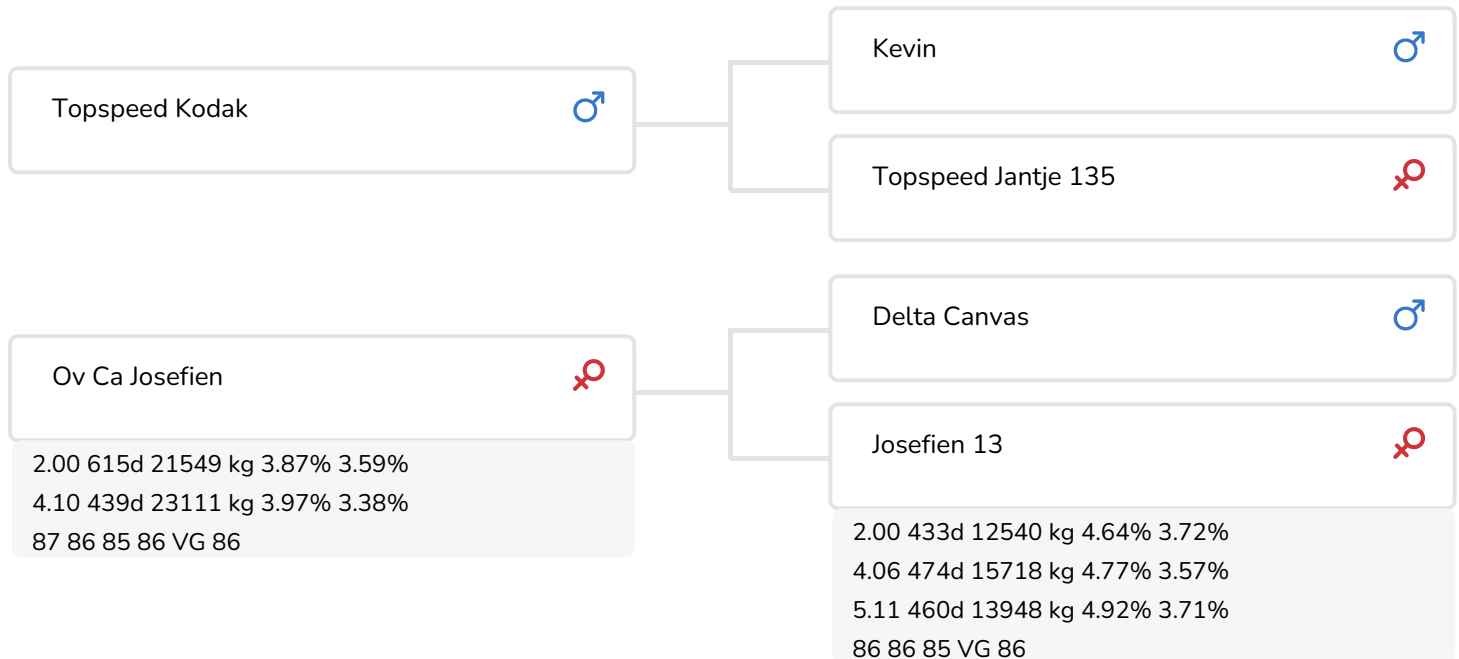 Kevin
Topspeed Kodak
Topspeed Jantje 135
Delta Canvas
Ov Ca Josefien
2.00 615d 21549 kg 3.87% 3.59%
4.10 439d 23111 kg 3.97% 3.38%
87 86 85 86 VG 86
Josefien 13
2.00 433d 12540 kg 4.64% 3.72%
4.06 474d 15718 kg 4.77% 3.57%
5.11 460d 13948 kg 4.92% 3.71%
86 86 85 VG 86